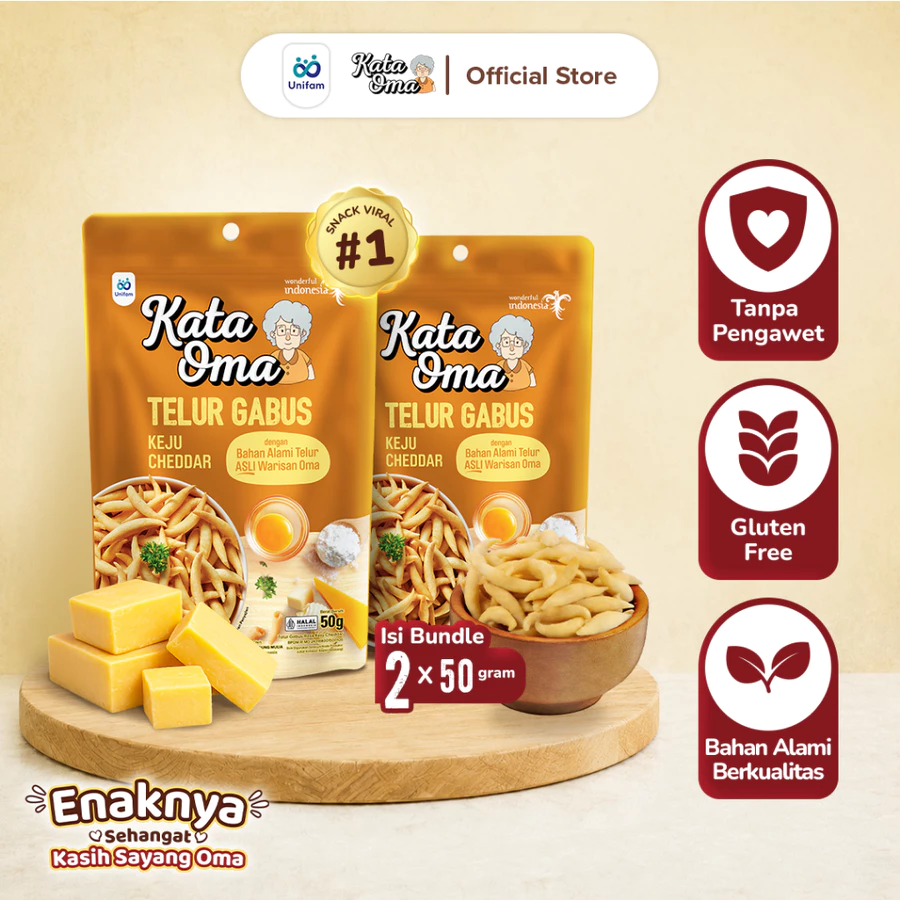 Unifam
Kata
Oma
Official Store
SNACK VIRAL
#1
Unifam
wonderful
indonesia
Kata
Oma
TELUR GABUS
KEJU
CHEDDAR
dengan
Bahan Alami Telur
ASLI Warisan Oma
HALAL
INDONESIA
50g
wonderful
indonesia
Kata
Oma
TELUR GABUS
KEJU
CHEDDAR
dengan
Bahan Alami Telur
ASLI Warisan Oma
Isi Bundle
2 x 50 gram
Tanpa
Pengawet
Gluten
Free
Bahan Alami
Berkualitas
Enaknya
Sehangat
Kasih Sayang Oma